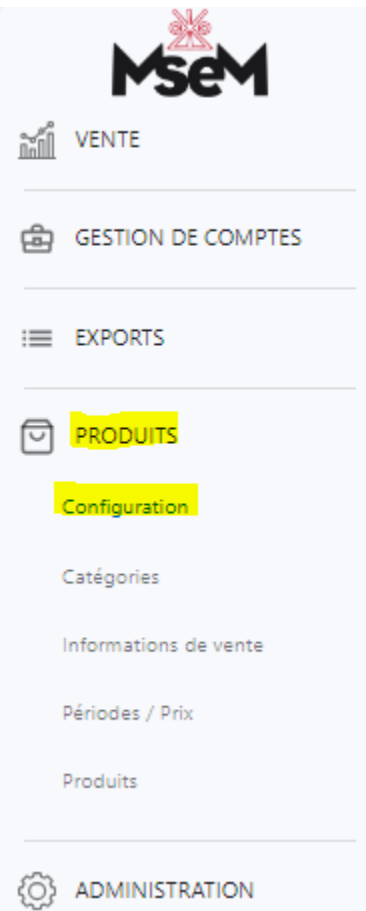 MseM
VENTE
GESTION DE COMPTES
EXPORTS
PRODUITS
Configuration
Catégories
Informations de vente
Périodes / Prix
Produits
ADMINISTRATION